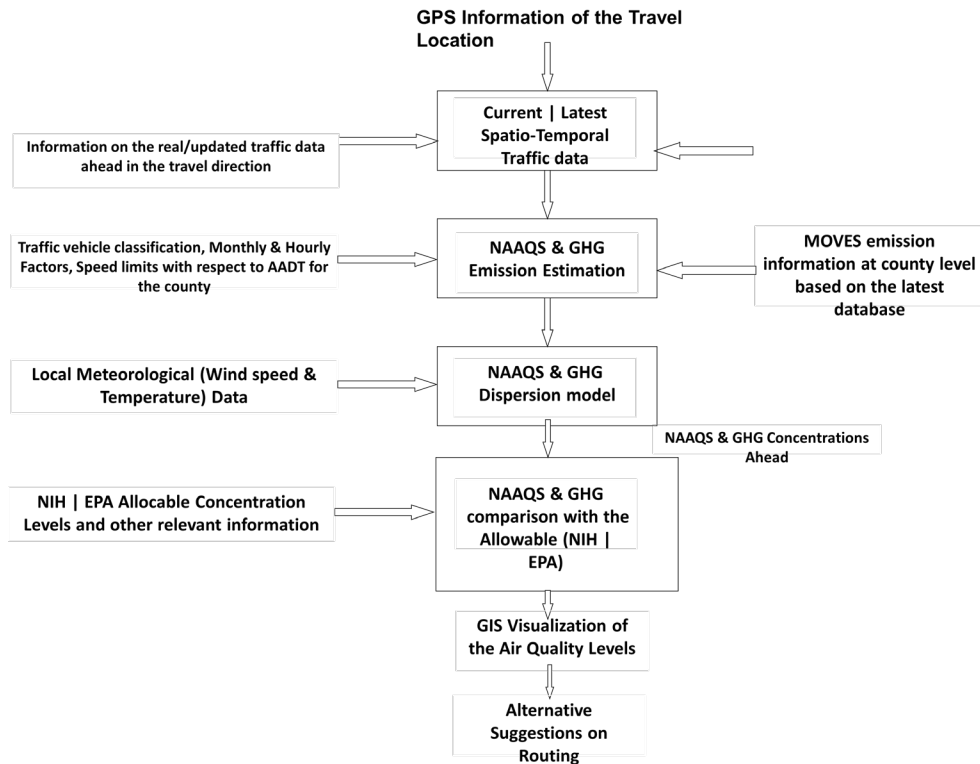 GPS Information of the Travel
Location
Current | Latest
Spatio-Temporal
Traffic data
Information on the real/updated traffic data
ahead in the travel direction
Traffic vehicle classification, Monthly & Hourly
Factors, Speed limits with respect to AADT for
the county
NAAQS & GHG
Emission Estimation
MOVES emission
information at county level
based on the latest
database
Local Meteorological (Wind speed &
Temperature) Data
NAAQS & GHG
Dispersion model
NAAQS & GHG Concentrations
Ahead
NIH | EPA Allocable Concentration
Levels and other relevant information
NAAQS & GHG
comparison with the
Allowable (NIH |
EPA)
GIS Visualization of
the Air Quality Levels
Alternative
Suggestions on
Routing